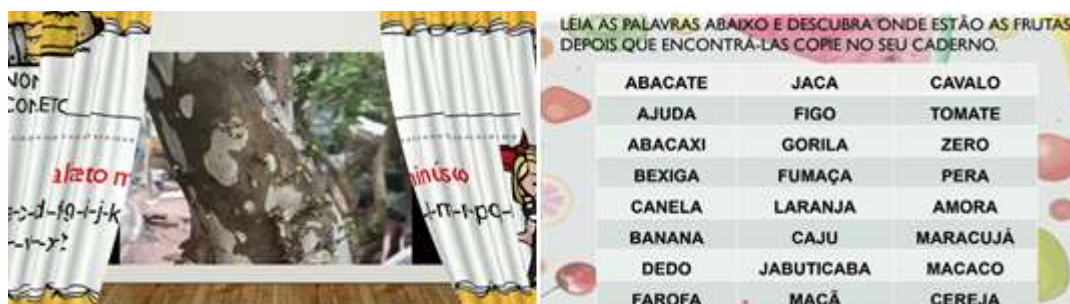 alfeto m
inúsc
LEIA AS PALAVRAS ABAIXO E DESCUBRA ONDE ESTÃO AS FRUTAS
DEPOIS QUE ENCONTRÁ-LAS COPIE NO SEU CADERNO.
ABACATE JACA CAVALO
AJUDA FIGO TOMATE
ABACAXI GORILA ZERO
BEXIGA FUMAÇA PERA
CANELA LARANJA AMORA
BANANA CAJU MARACUJÁ
DEDO JABUTICABA MACACO
FAROFA MAÇÃ CEREJA